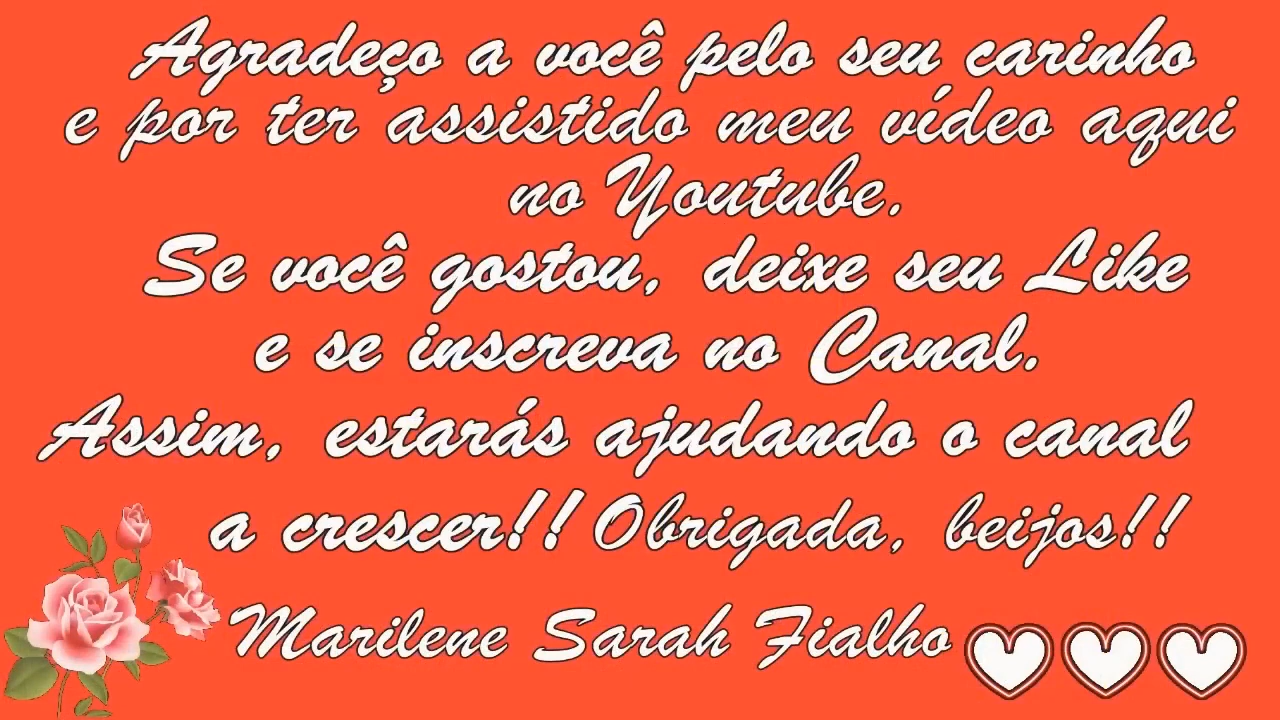 Agradeço a você pelo seu carinho
e por ter assistido meu vídeo aqui
no Youtube.
Se você gostou, deixe seu Like
e se inscreva no Canal.
Assim, estarás ajudando o canal
a crescer!! Obrigada, beijos!!
Marilene Sarah Fialho